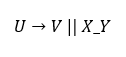 U → V || X_Y